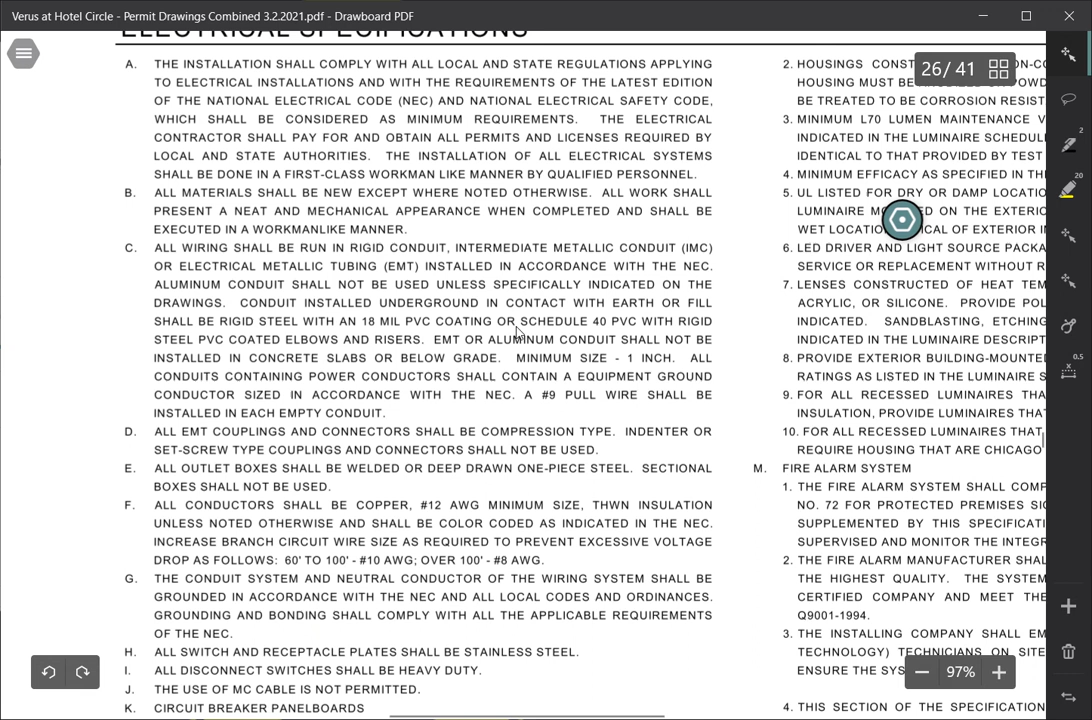 Verus at Hotel Circle - Permit Drawings Combined 3.2.2021.pdf - Drawboard PDF
ELECTRICAL SPECIFICATIONS
A. THE INSTALLATION SHALL COMPLY WITH ALL LOCAL AND STATE REGULATIONS APPLYING
TO ELECTRICAL INSTALLATIONS AND WITH THE REQUIREMENTS OF THE LATEST EDITION
OF THE NATIONAL ELECTRICAL CODE (NEC) AND NATIONAL ELECTRICAL SAFETY CODE,
WHICH SHALL BE CONSIDERED AS MINIMUM REQUIREMENTS. THE ELECTRICAL
CONTRACTOR SHALL PAY FOR AND OBTAIN ALL PERMITS AND LICENSES REQUIRED BY
LOCAL AND STATE AUTHORITIES. THE INSTALLATION OF ALL ELECTRICAL SYSTEMS
SHALL BE DONE IN A FIRST-CLASS WORKMAN LIKE MANNER BY QUALIFIED PERSONNEL.
B. ALL MATERIALS SHALL BE NEW EXCEPT WHERE NOTED OTHERWISE. ALL WORK SHALL
PRESENT A NEAT AND MECHANICAL APPEARANCE WHEN COMPLETED AND SHALL BE
EXECUTED IN A WORKMANLIKE MANNER.
C. ALL WIRING SHALL BE RUN IN RIGID CONDUIT, INTERMEDIATE METALLIC CONDUIT (IMC)
OR ELECTRICAL METALLIC TUBING (EMT) INSTALLED IN ACCORDANCE WITH THE NEC.
ALUMINUM CONDUIT SHALL NOT BE USED UNLESS SPECIFICALLY INDICATED ON THE
DRAWINGS. CONDUIT INSTALLED UNDERGROUND IN CONTACT WITH EARTH OR FILL
SHALL BE RIGID STEEL WITH AN 18 MIL PVC COATING OR SCHEDULE 40 PVC WITH RIGID
STEEL PVC COATED ELBOWS AND RISERS. EMT OR ALUMINUM CONDUIT SHALL NOT BE
INSTALLED IN CONCRETE SLABS OR BELOW GRADE. MINIMUM SIZE - 1 INCH. ALL
CONDUITS CONTAINING POWER CONDUCTORS SHALL CONTAIN A EQUIPMENT GROUND
CONDUCTOR SIZED IN ACCORDANCE WITH THE NEC. A #9 PULL WIRE SHALL BE
INSTALLED IN EACH EMPTY CONDUIT.
D. ALL EMT COUPLINGS AND CONNECTORS SHALL BE COMPRESSION TYPE. INDENTER OR
SET-SCREW TYPE COUPLINGS AND CONNECTORS SHALL NOT BE USED.
E. ALL OUTLET BOXES SHALL BE WELDED OR DEEP DRAWN ONE-PIECE STEEL. SECTIONAL
BOXES SHALL NOT BE USED.
F. ALL CONDUCTORS SHALL BE COPPER, #12 AWG MINIMUM SIZE, THWN INSULATION
UNLESS NOTED OTHERWISE AND SHALL BE COLOR CODED AS INDICATED IN THE NEC.
INCREASE BRANCH CIRCUIT WIRE SIZE AS REQUIRED TO PREVENT EXCESSIVE VOLTAGE
DROP AS FOLLOWS: 60' TO 100' - #10 AWG; OVER 100' - #8 AWG.
G. THE CONDUIT SYSTEM AND NEUTRAL CONDUCTOR OF THE WIRING SYSTEM SHALL BE
GROUNDED IN ACCORDANCE WITH THE NEC AND ALL LOCAL CODES AND ORDINANCES.
GROUNDING AND BONDING SHALL COMPLY WITH ALL THE APPLICABLE REQUIREMENTS
OF THE NEC.
H. ALL SWITCH AND RECEPTACLE PLATES SHALL BE STAINLESS STEEL.
I. ALL DISCONNECT SWITCHES SHALL BE HEAVY DUTY.
J. THE USE OF MC CABLE IS NOT PERMITTED.
K. CIRCUIT BREAKER PANELBOARDS
2. HOUSINGS CONST
HOUSING MUST BE
BE TREATED TO BE CORROSION RESIST
3. MINIMUM L70 LUMEN MAINTENANCE V
INDICATED IN THE LUMINAIRE SCHEDUL
IDENTICAL TO THAT PROVIDED BY TEST
4. MINIMUM EFFICACY AS SPECIFIED IN TH
5. UL LISTED FOR DRY OR DAMP LOCATIO
LUMINAIRE ON THE EXTERIO
WET LOCATIO ICAL OF EXTERIOR I
6. LED DRIVER AND LIGHT SOURCE PACKA
SERVICE OR REPLACEMENT WITHOUT R
7. LENSES CONSTRUCTED OF HEAT TEM
ACRYLIC, OR SILICONE. PROVIDE POL
INDICATED. SANDBLASTING, ETCHING
INDICATED IN THE LUMINAIRE DESCRIPT
8. PROVIDE EXTERIOR BUILDING-MOUNTE
RATINGS AS LISTED IN THE LUMINAIRE S
9. FOR ALL RECESSED LUMINAIRES THA
INSULATION, PROVIDE LUMINAIRES THA
10. FOR ALL RECESSED LUMINAIRES THAT
REQUIRE HOUSING THAT ARE CHICAGO
M. FIRE ALARM SYSTEM
1. THE FIRE ALARM SYSTEM SHALL COMP
NO. 72 FOR PROTECTED PREMISES SIG
SUPPLEMENTED BY THIS SPECIFICATI
SUPERVISED AND MONITOR THE INTEGR
2. THE FIRE ALARM MANUFACTURER SHAL
THE HIGHEST QUALITY. THE SYSTEM
CERTIFIED COMPANY AND MEET THE
Q9001-1994.
3. THE INSTALLING COMPANY SHALL EM
TECHNOLOGY) TECHNICIANS ON SITE
ENSURE THE SYS
4. THIS SECTION OF THE SPECIFICATION
26/ 41
2
20
0.5
x
97%